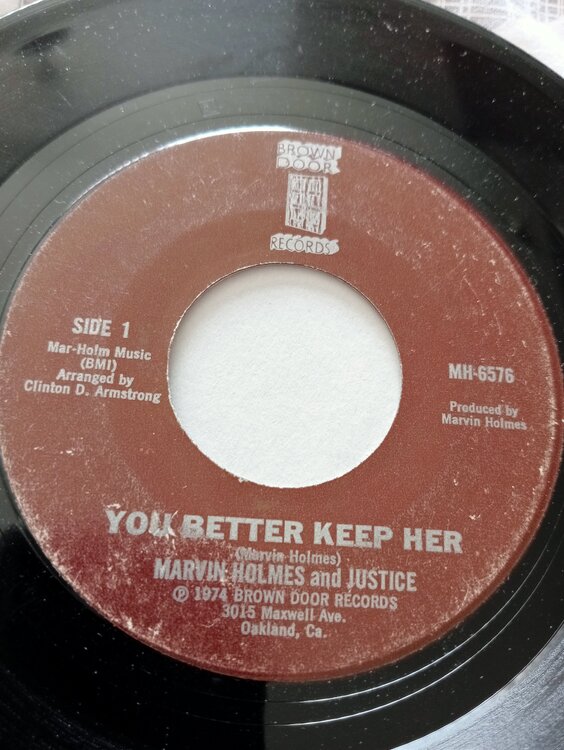 BROWN
DOOR
RECORDS
SIDE 1
Mar-Holm Music
(BMI)
Arranged by
Clinton D. Armstrong
MH-6576
Produced by
Marvin Holmes
YOU BETTER KEEP HER
(Marvin Holmes)
MARVIN HOLMES and JUSTICE
℗ 1974 BROWN DOOR RECORDS
3015 Maxwell Ave.
Oakland, Ca.